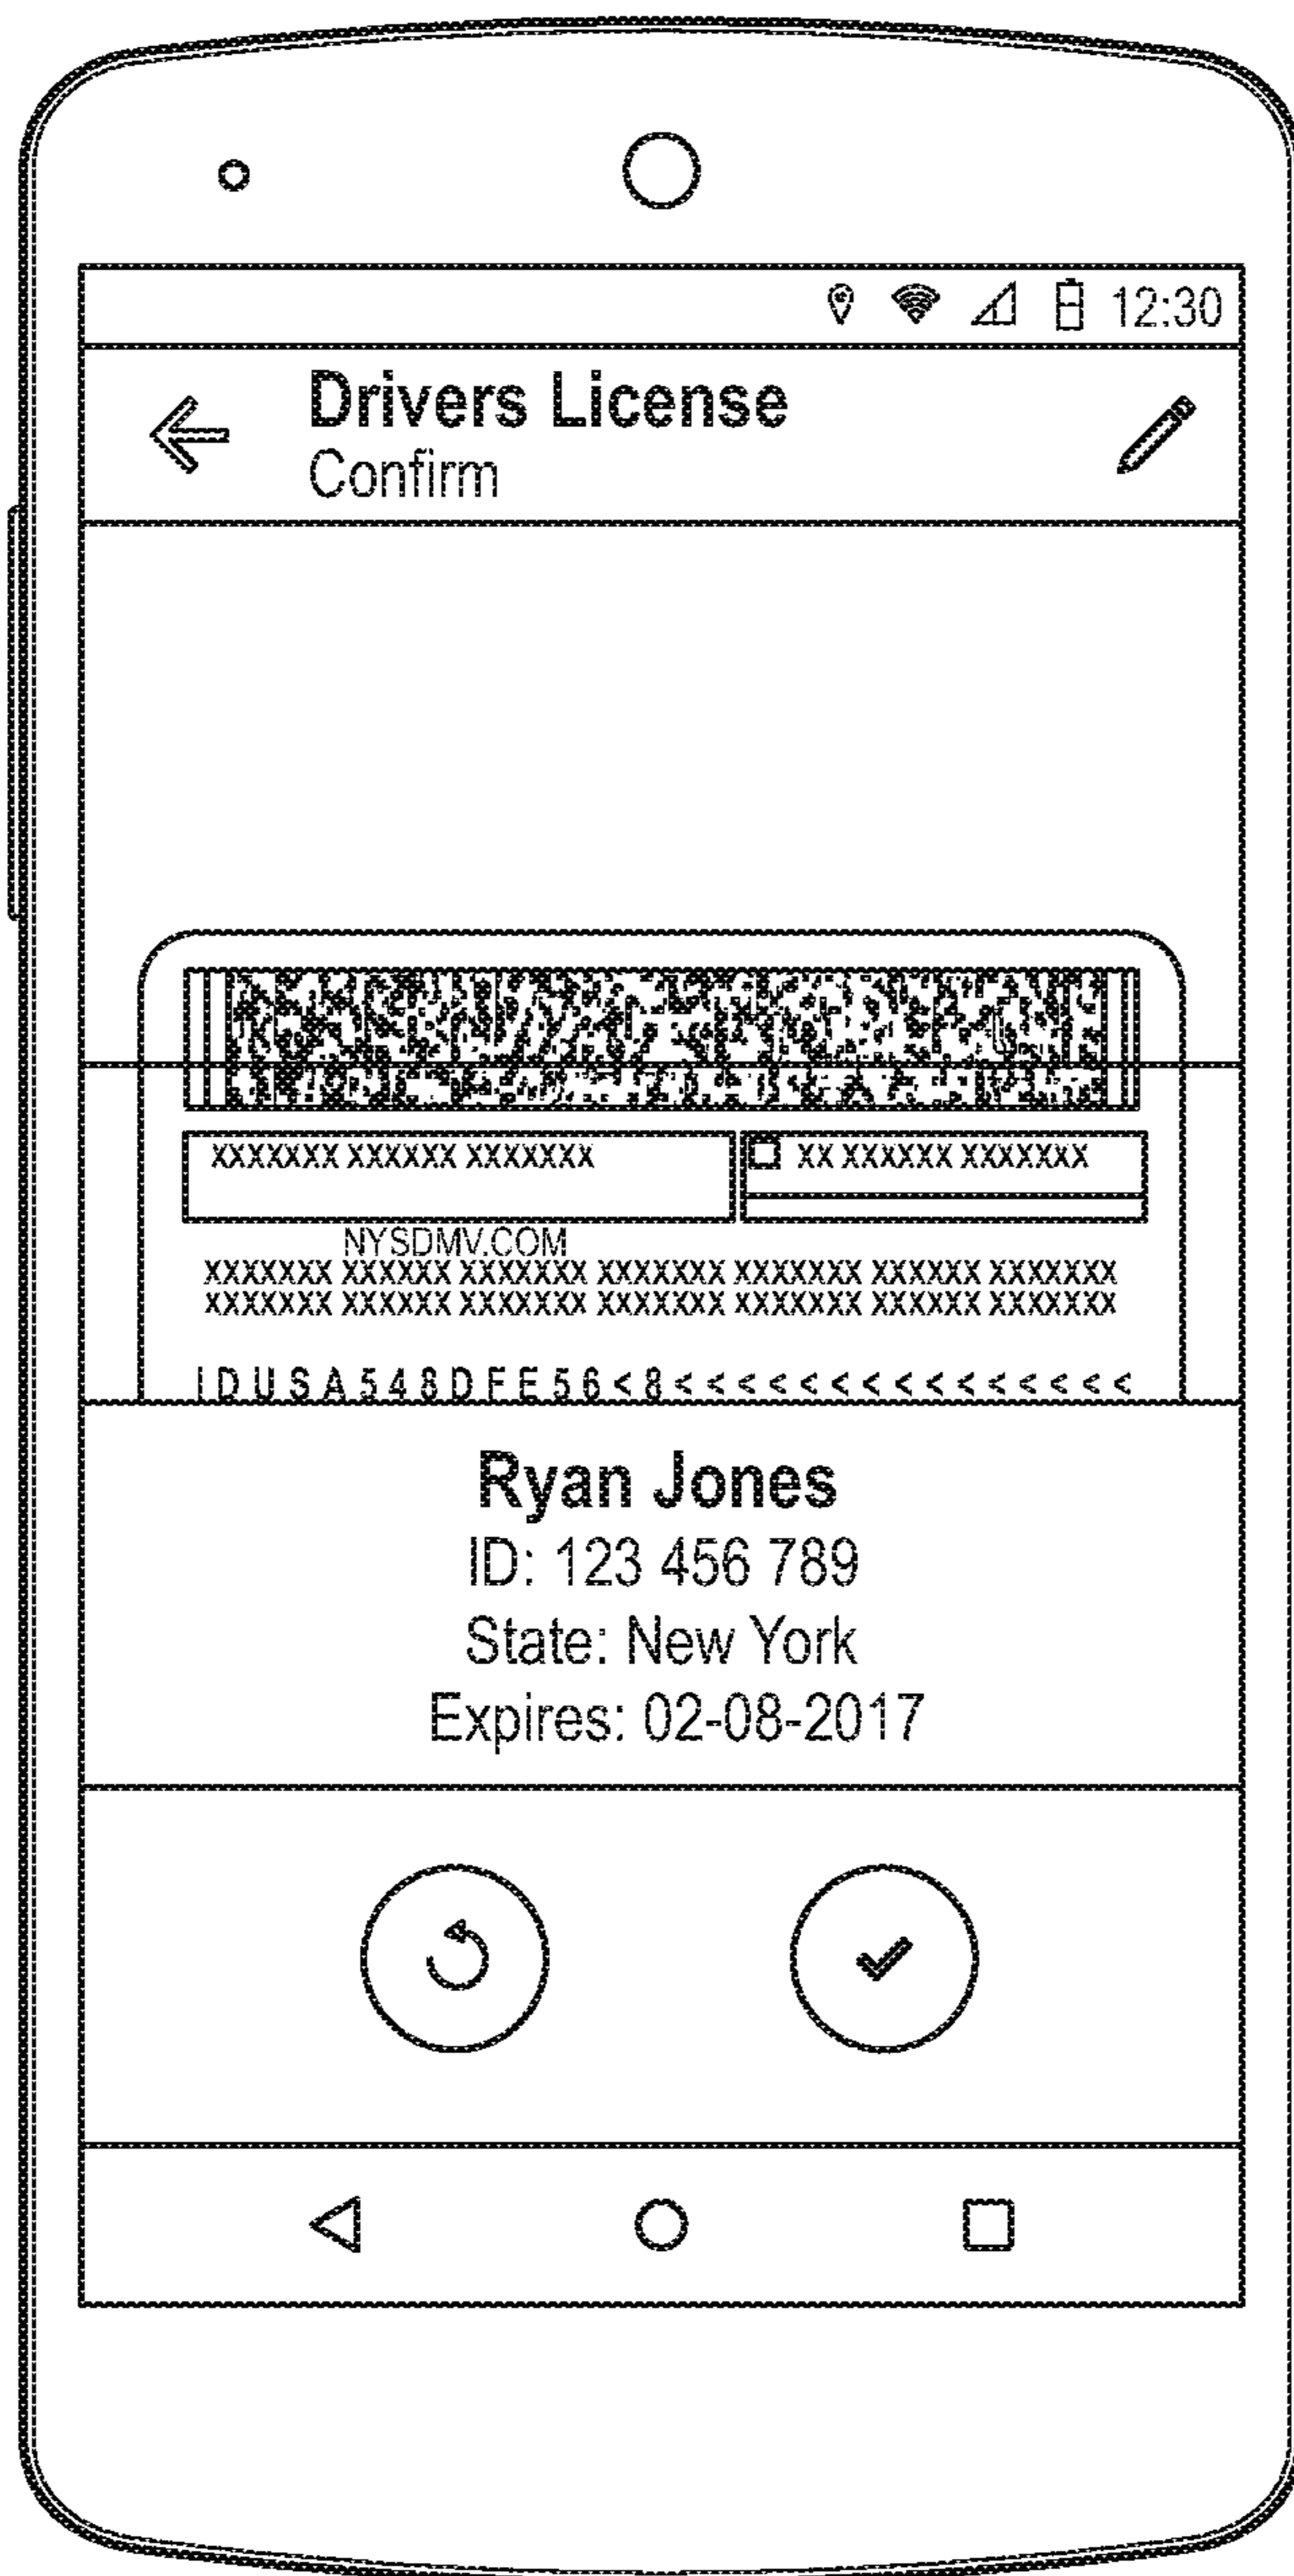 12:30
Drivers License
Confirm
XXXXXXX XXXXXX XXXXXXX
XX XXXXXX XXXXXXX
NYSDMV.COM
XXXXXXX XXXXXX XXXXXXX XXXXXXX XXXXXXX XXXXXX XXXXXXX
XXXXXXX XXXXXX XXXXXXX XXXXXXX XXXXXXX XXXXXX XXXXXXX
IDUSA548DFE56<8<<<<<<<<<<<<<<<
Ryan Jones
ID: 123 456 789
State: New York
Expires: 02-08-2017